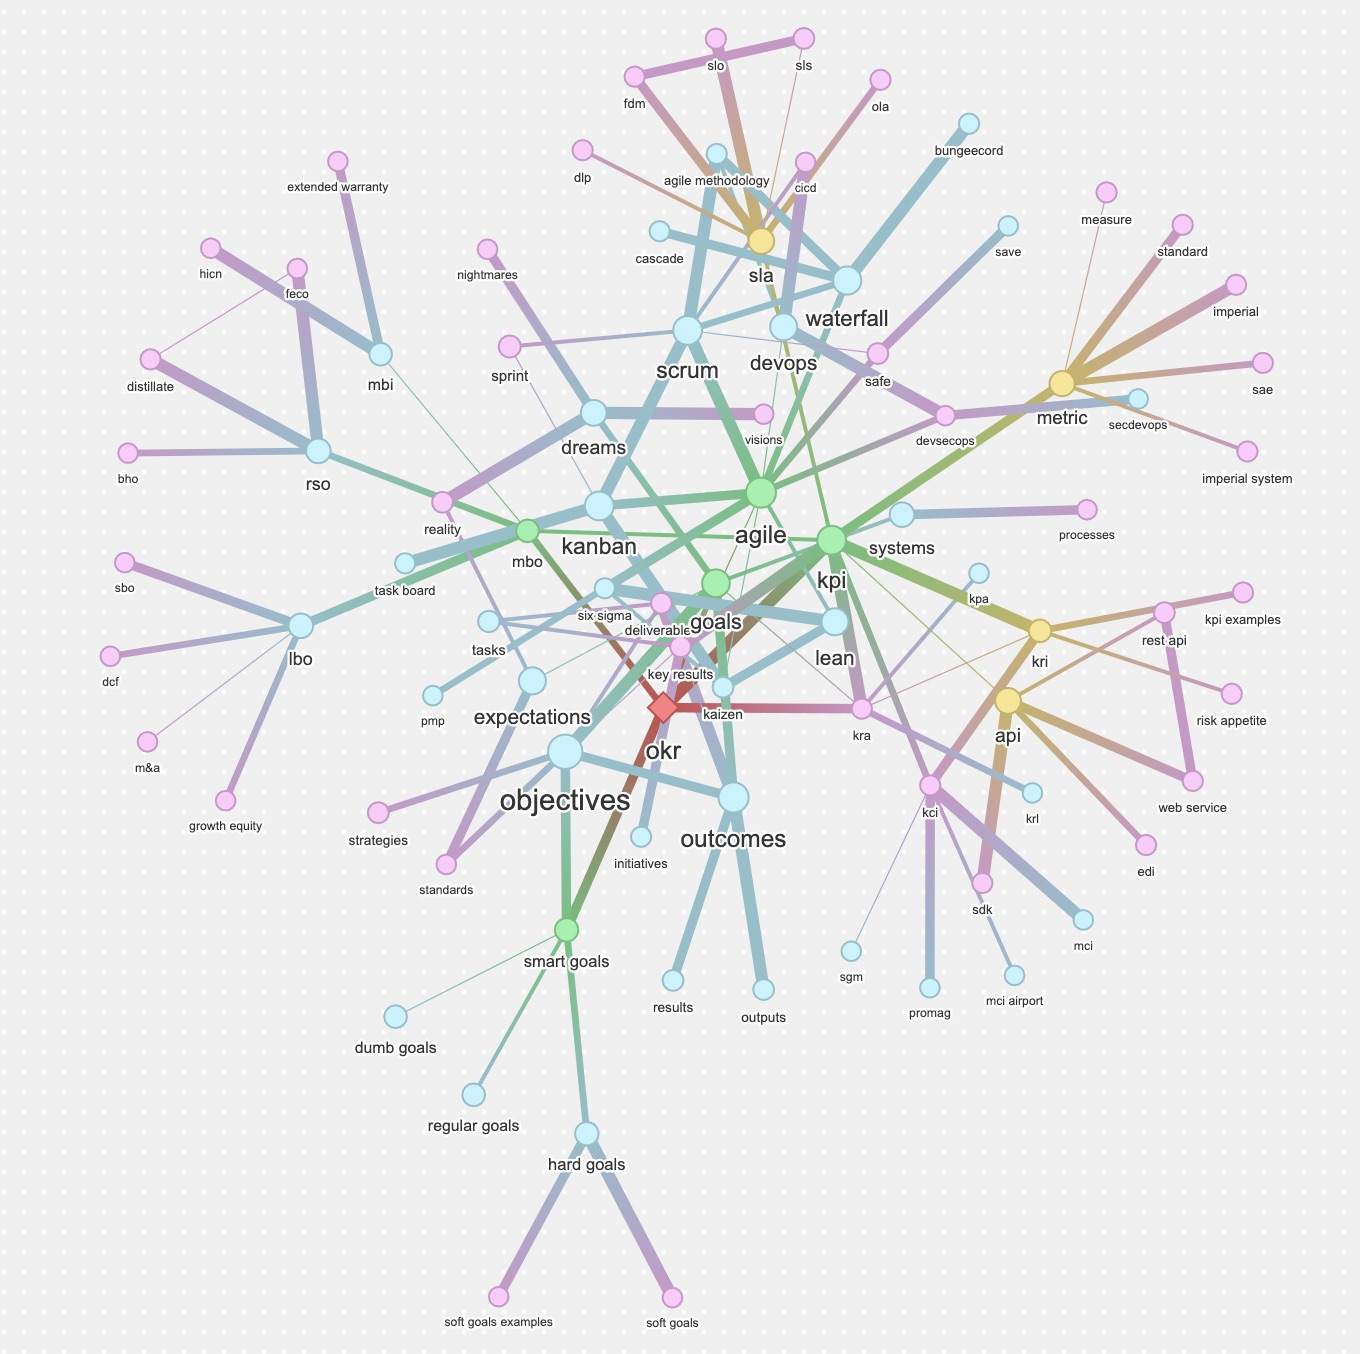 slo
sls
fdm
ola
bungeecord
dlp
agile methodology
cicd
extended warranty
measure
standard
cascade
save
hicn
nightmares
sla
feco
imperial
waterfall
devops
scrum
sprint
safe
mbi
distillate
sae
metric
secdevops
visions
devsecops
dreams
bho
rso
imperial system
reality
agile
processes
kanban
systems
mbo
kpi
sbo
task board
kpa
six sigma
goals
kpi examples
deliverable
rest api
tasks
lbo
lean
kri
key results
dcf
expectations
kaizen
pmp
risk appetite
kra
api
okr
m&a
objectives
web service
kci
krl
growth equity
outcomes
strategies
initiatives
edi
standards
sdk
mci
smart goals
sgm
mci airport
results
promag
outputs
dumb goals
regular goals
hard goals
soft goals examples
soft goals